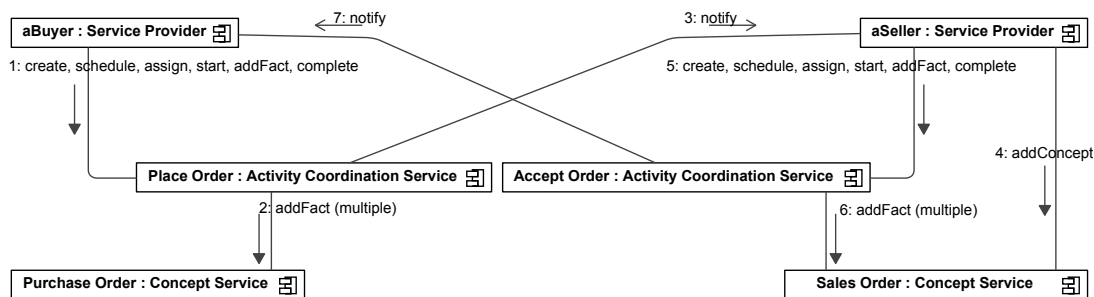 7: notify
3: notify
aBuyer : Service Provider
aSeller : Service Provider
1: create, schedule, assign, start, addFact, complete
5: create, schedule, assign, start, addFact, complete
4: addConcept
Place Order : Activity Coordination Service
Accept Order : Activity Coordination Service
2: addFact (multiple)
6: addFact (multiple)
Purchase Order : Concept Service
Sales Order : Concept Service